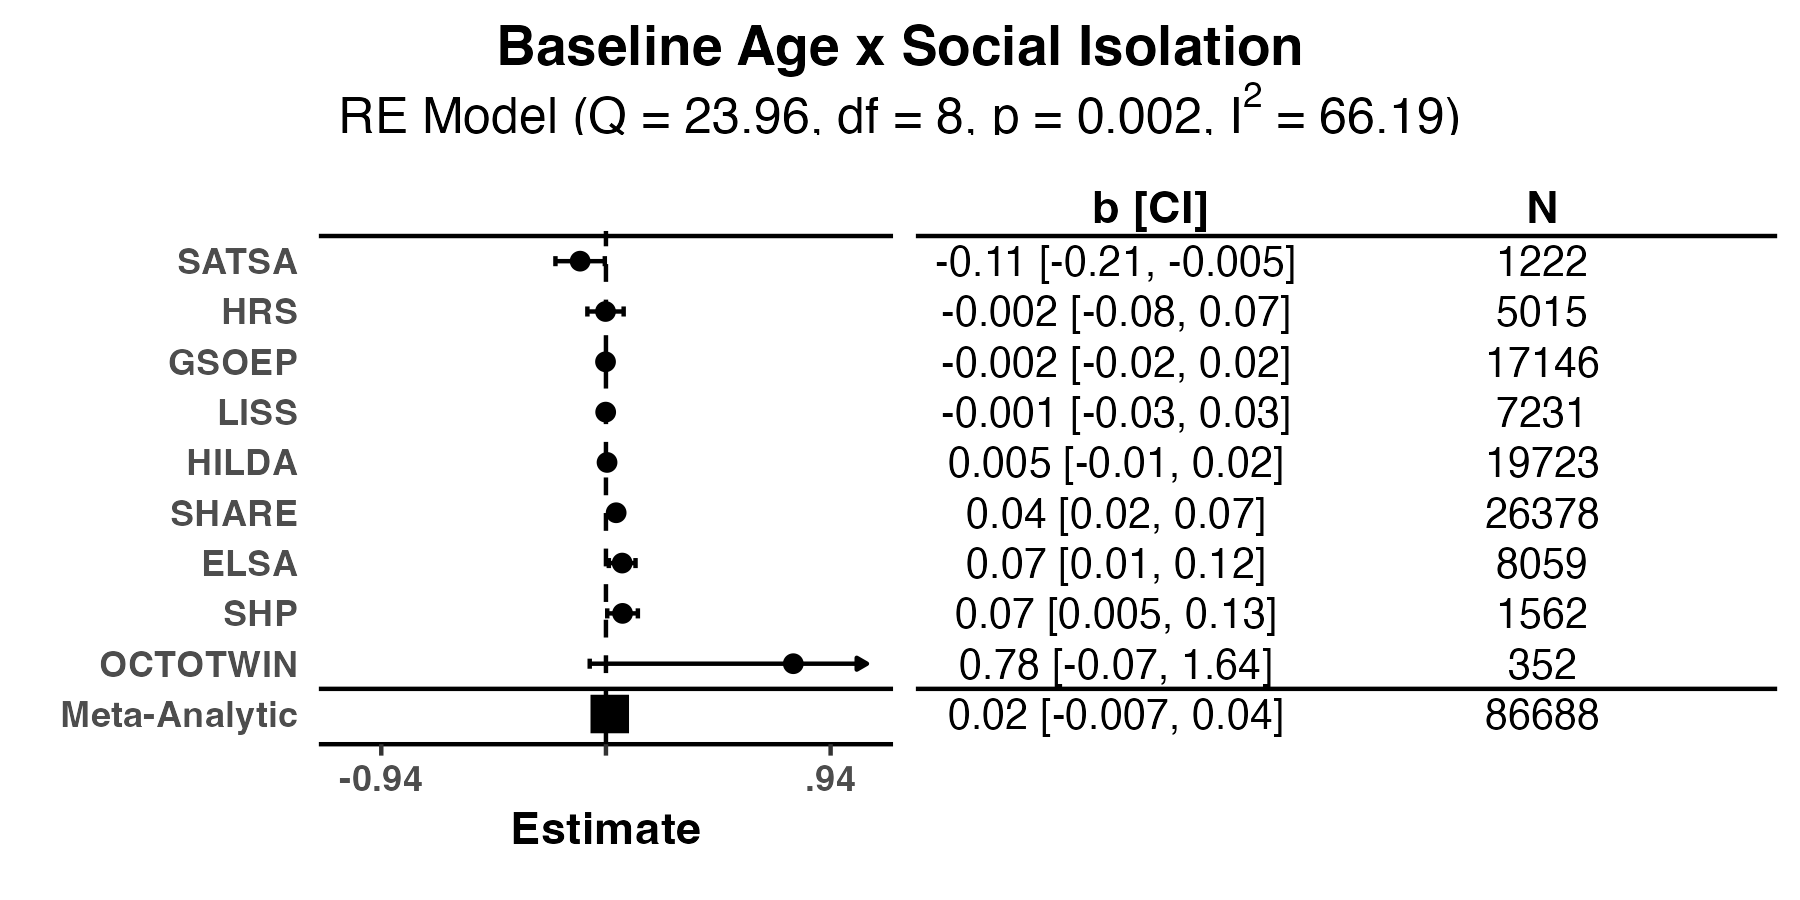 Baseline Age x Social Isolation
RE Model (Q = 23.96, df = 8, p = 0.002, I² = 66.19)
b [CI] N
SATSA -0.11 [-0.21, -0.005] 1222
HRS -0.002 [-0.08, 0.07] 5015
GSOEP -0.002 [-0.02, 0.02] 17146
LISS -0.001 [-0.03, 0.03] 7231
HILDA 0.005 [-0.01, 0.02] 19723
SHARE 0.04 [0.02, 0.07] 26378
ELSA 0.07 [0.01, 0.12] 8059
SHP 0.07 [0.005, 0.13] 1562
OCTOTWIN 0.78 [-0.07, 1.64] 352
Meta-Analytic 0.02 [-0.007, 0.04] 86688
-0.94 .94
Estimate